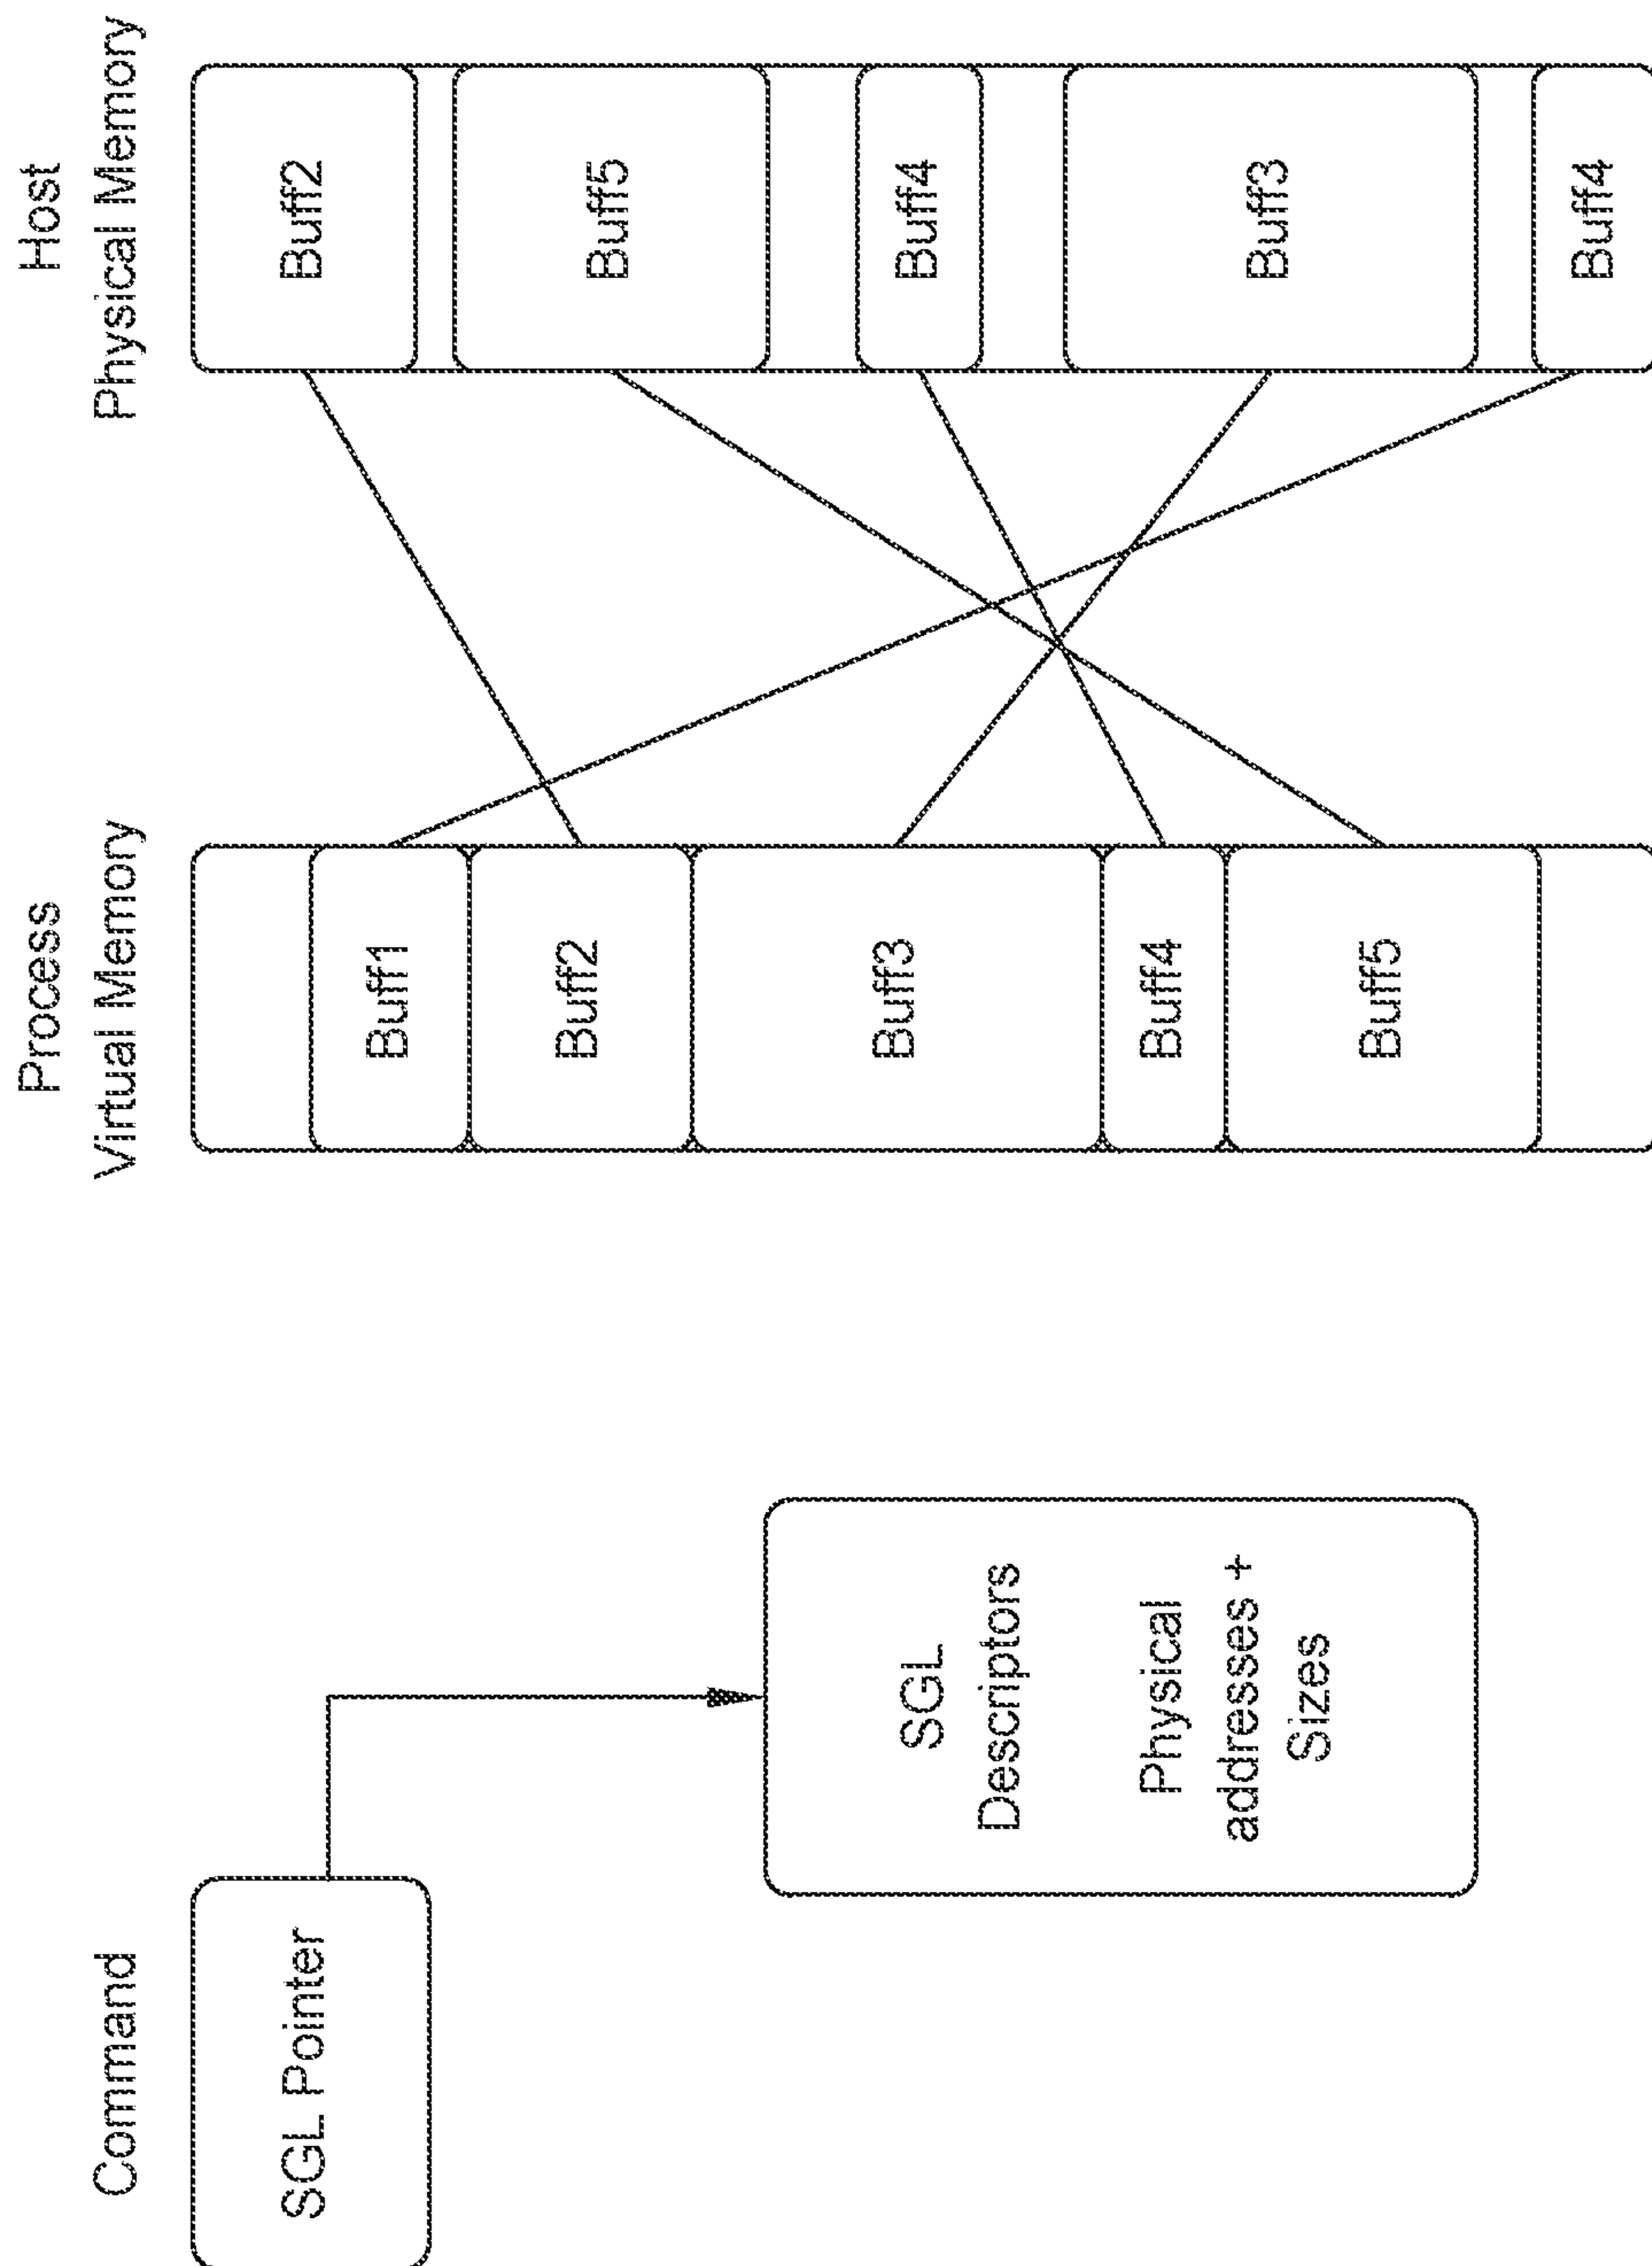 Command
SGL Pointer
SGL
Descriptors
Physical
addresses +
Sizes
Process
Virtual Memory
Buff1
Buff2
Buff3
Buff4
Buff5
Host
Physical Memory
Buff2
Buff5
Buff4
Buff3
Buff4